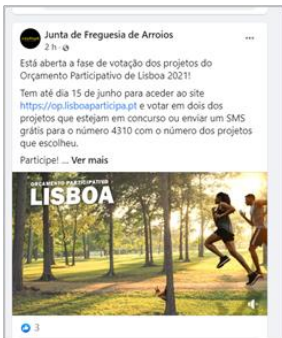 Junta de Freguesia de Arroios
2 h ·
Está aberta a fase de votação dos projetos do
Orçamento Participativo de Lisboa 2021!
Tem até dia 15 de junho para aceder ao site
https://op.lisboaparticipa.pt e votar em dois dos
projetos que estejam em concurso ou enviar um SMS
grátis para o número 4310 com o número dos projetos
que escolheu.
Participe! ... Ver mais
ORÇAMENTO PARTICIPATIVO
LISBOA
3